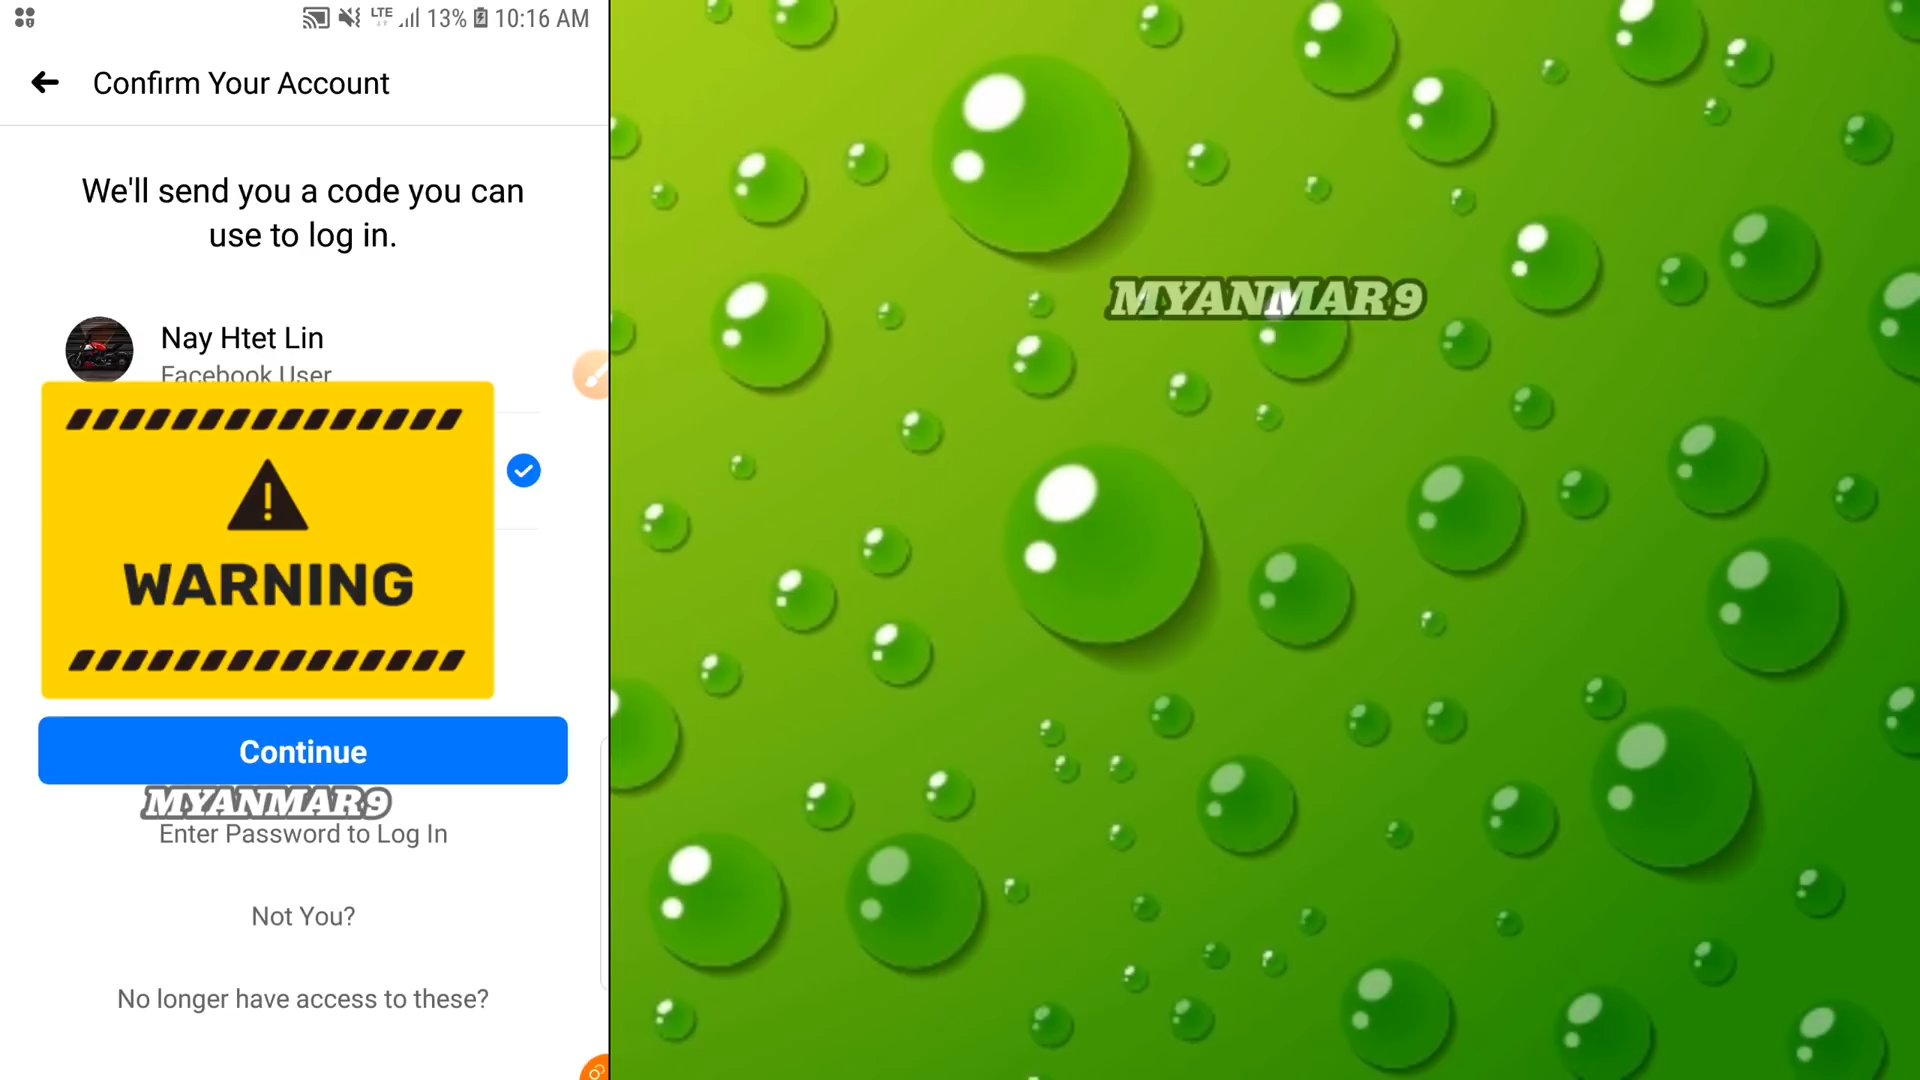 LTE 13% 10:16 AM
Confirm Your Account
We'll send you a code you can
use to log in.
Nay Htet Lin
Facebook User
WARNING
Continue
MYANMAR9
Enter Password to Log In
Not You?
No longer have access to these?
MYANMAR9